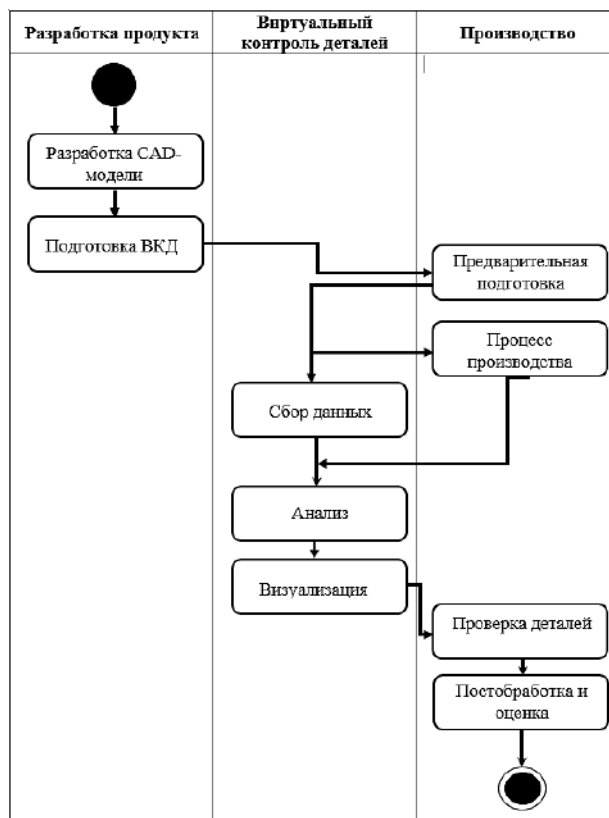 Разработка продукта
Виртуальный
контроль деталей
Производство
Разработка CAD-
модели
Подготовка ВКД
Предварительная
подготовка
Процесс
производства
Сбор данных
Анализ
Визуализация
Проверка деталей
Постобработка и
оценка